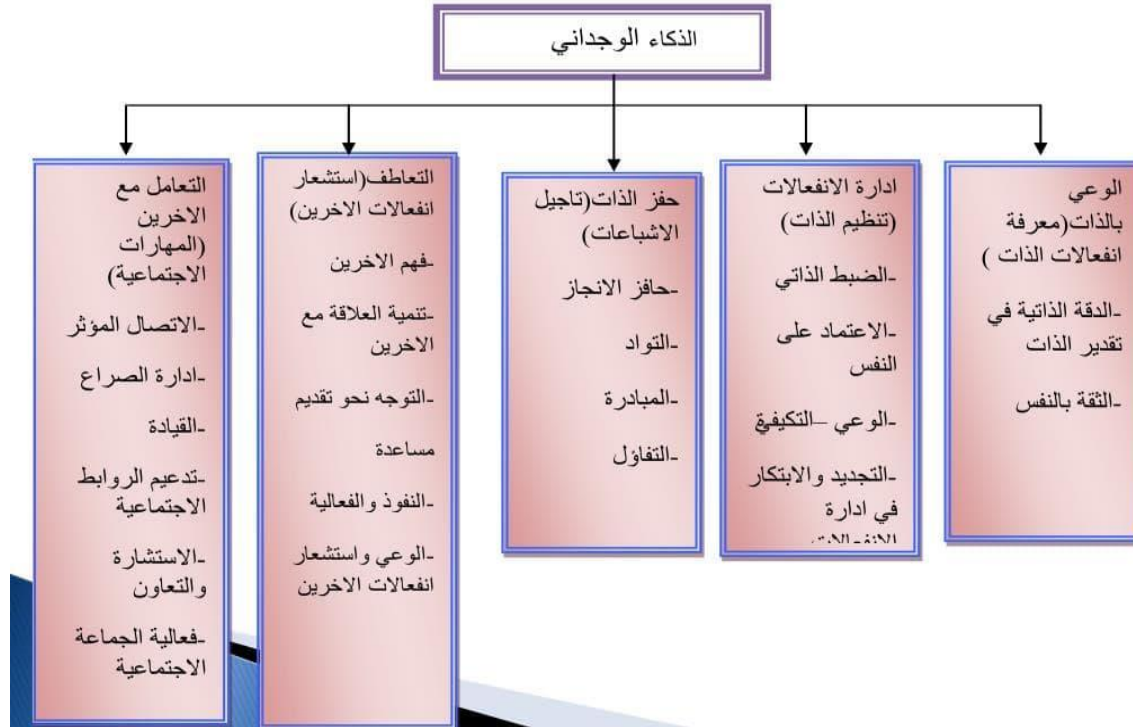 الذكاء الوجداني
الوعي
بالذات(معرفة
انفعالات الذات )
-الدقة الذاتية في
تقدير الذات
-الثقة بالنفس
ادارة الانفعالات
(تنظيم الذات)
-الضبط الذاتي
-الاعتماد على
النفس
-الوعي –التكيفية
-التجديد والابتكار
في ادارة
الانفعالات
حفز الذات(تاجيل
الاشباعات)
-حافز الانجاز
-التواد
-المبادرة
-التفاؤل
التعاطف(استشعار
انفعالات الاخرين)
-فهم الاخرين
-تنمية العلاقة مع
الاخرين
-التوجه نحو تقديم
مساعدة
-النفوذ والفعالية
-الوعي واستشعار
انفعالات الاخرين
التعامل مع
الاخرين
(المهارات
الاجتماعية)
-الاتصال المؤثر
-ادارة الصراع
-القيادة
-تدعيم الروابط
الاجتماعية
-الاستشارة
والتعاون
-فعالية الجماعة
الاجتماعية